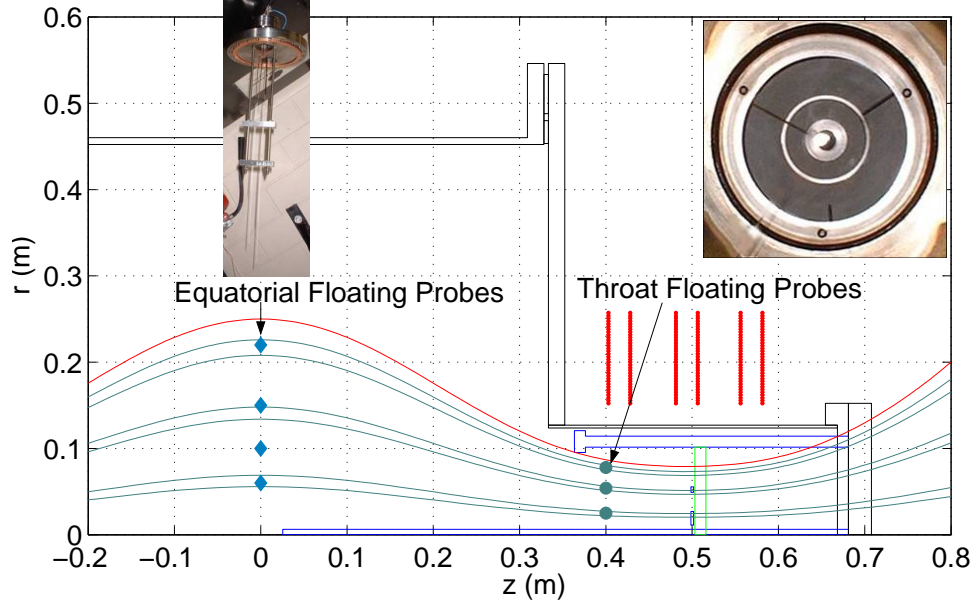 0.6
0.5
0.4
0.3
0.2
0.1
0
r (m)
Equatorial Floating Probes
Throat Floating Probes
−0.2 −0.1 0 0.1 0.2 0.3 0.4 0.5 0.6 0.7 0.8
z (m)